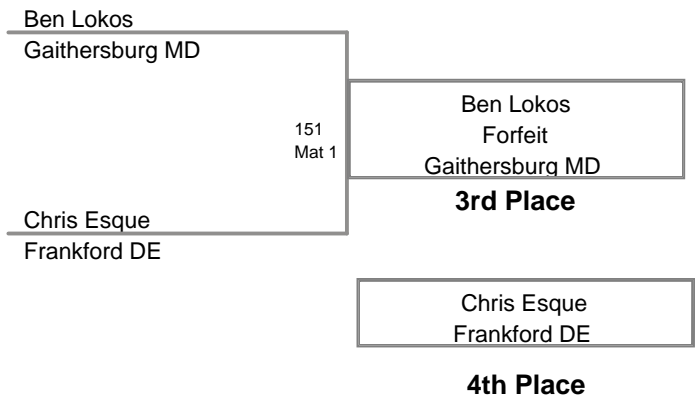 Ben Lokos
Gaithersburg MD
151
Mat 1
Ben Lokos
Forfeit
Gaithersburg MD
3rd Place
Chris Esque
Frankford DE
Chris Esque
Frankford DE
4th Place